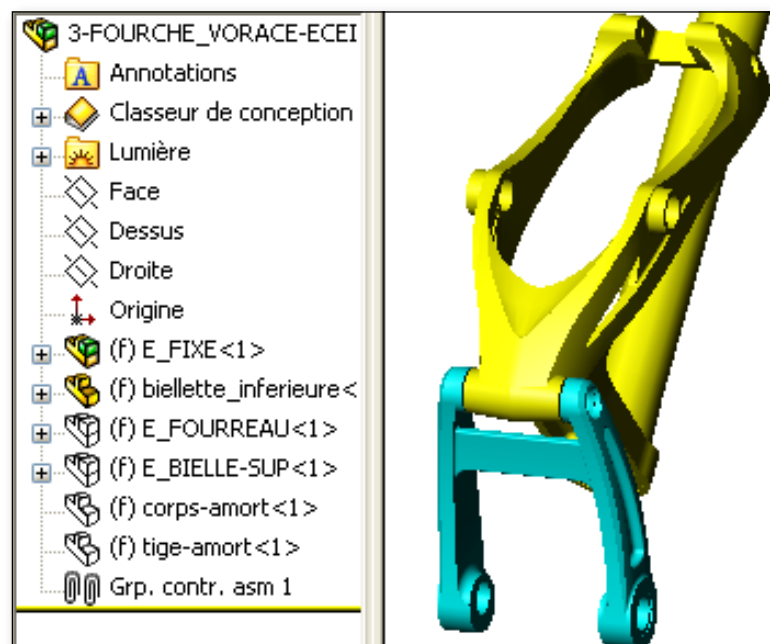 3-FOURCHE_VORACE-ECEI
A Annotations
Classeur de conception
Lumière
Face
Dessus
Droite
Origine
(f) E_FIXE<1>
(f) biellette_inferieure<
(f) E_FOURREAU<1>
(f) E_BIELLE-SUP<1>
(f) corps-amort<1>
(f) tige-amort<1>
Grp. contr. asm 1